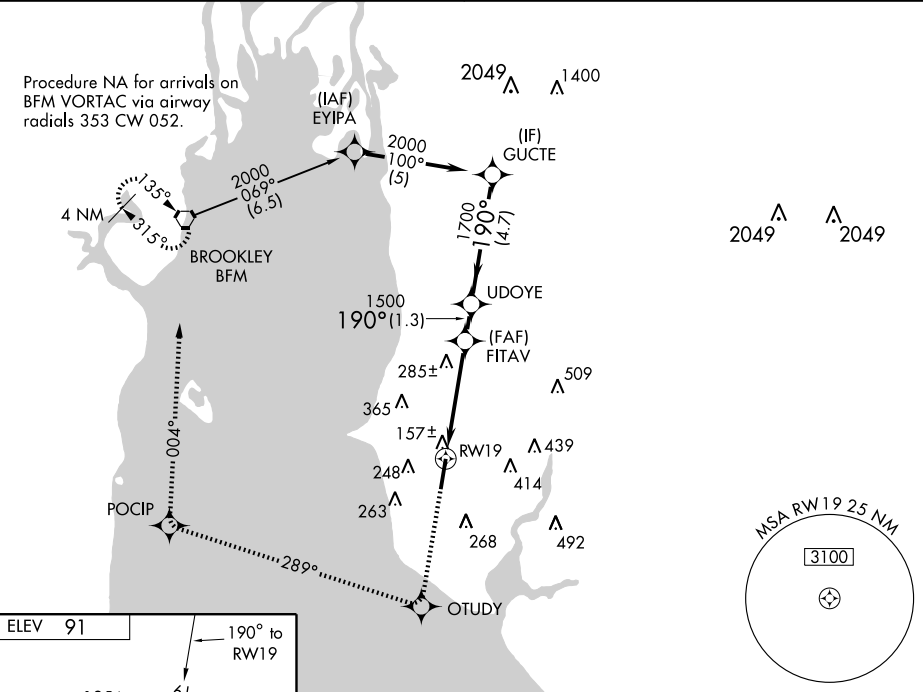 Procedure NA for arrivals on
BFM VORTAC via airway
radials 353 CW 052.
2049
1400
(IAF)
EYIPA
2000
100°
(5)
(IF)
GUCTE
2000
069°
(6.5)
135°
4 NM
315°
BROOKLEY
BFM
1700
190°
(4.7)
2049
2049
UDOYE
1500
190° (1.3)
(FAF)
FITAV
285±
509
365
157±
RW19
439
248
414
263
268
492
004°
POCIP
289°
OTUDY
MSA RW19 25 NM
3100
ELEV 91
190° to
RW19